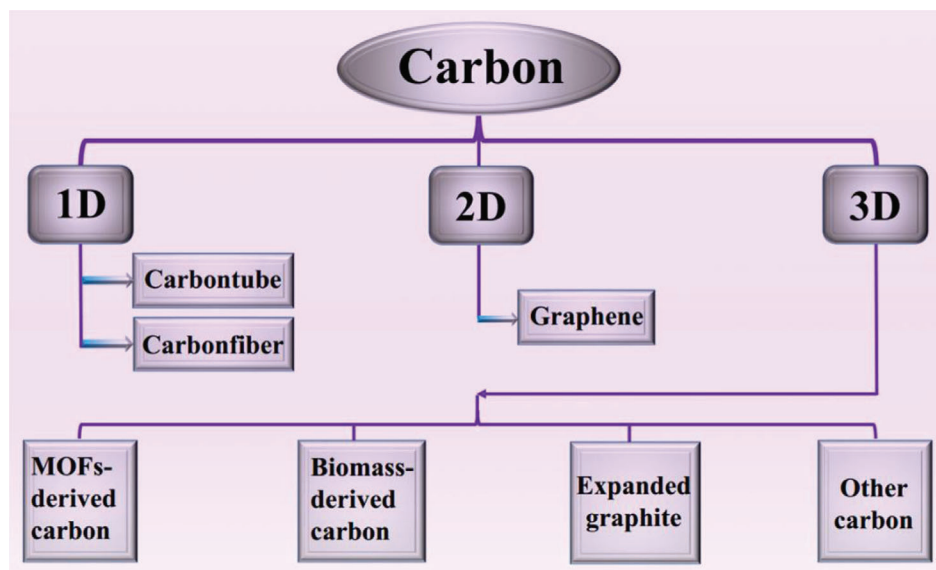 Carbon
1D
2D
3D
Carbontube
Carbonfiber
Graphene
MOFs-
derived
carbon
Biomass-
derived
carbon
Expanded
graphite
Other
carbon